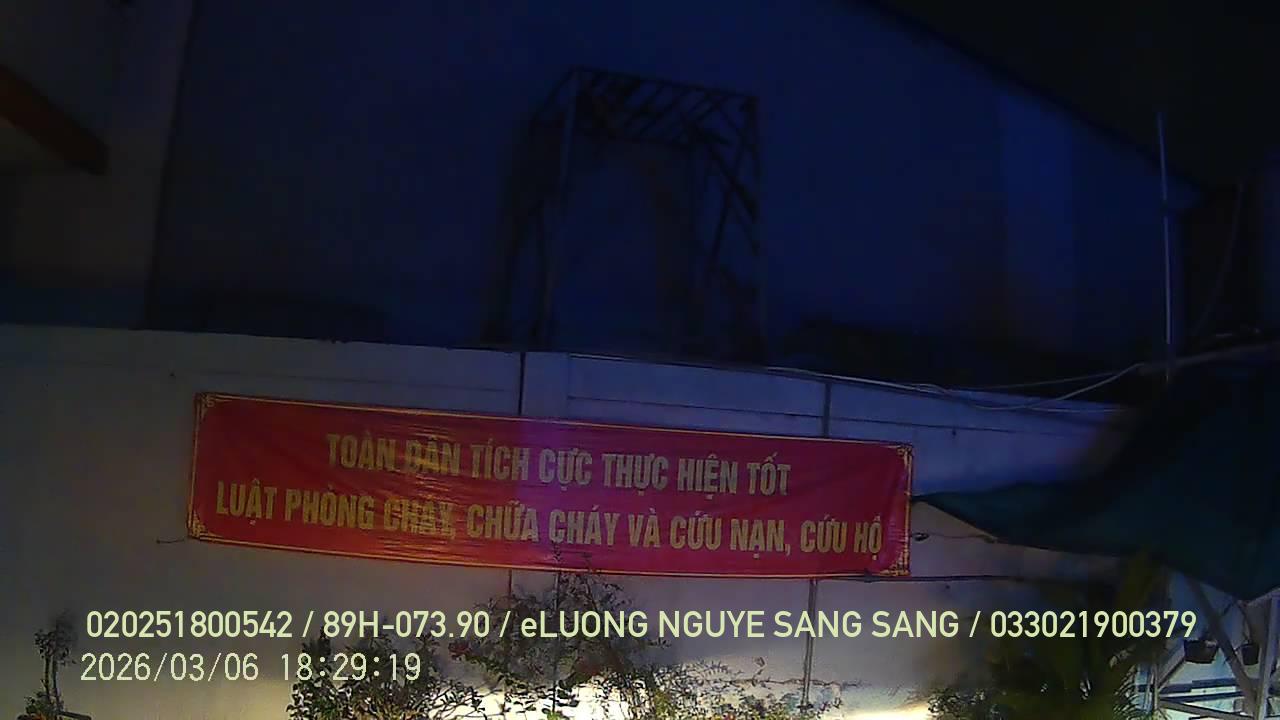 TOÀN DÂN TÍCH CỰC THỰC HIỆN TỐT
LUẬT PHÒNG CHÁY, CHỮA CHÁY VÀ CỨU NẠN, CỨU HỘ
020251800542 / 89H-073.90 / eLUONG NGUYE SANG SANG / 033021900379
2026/03/06 18:29:19